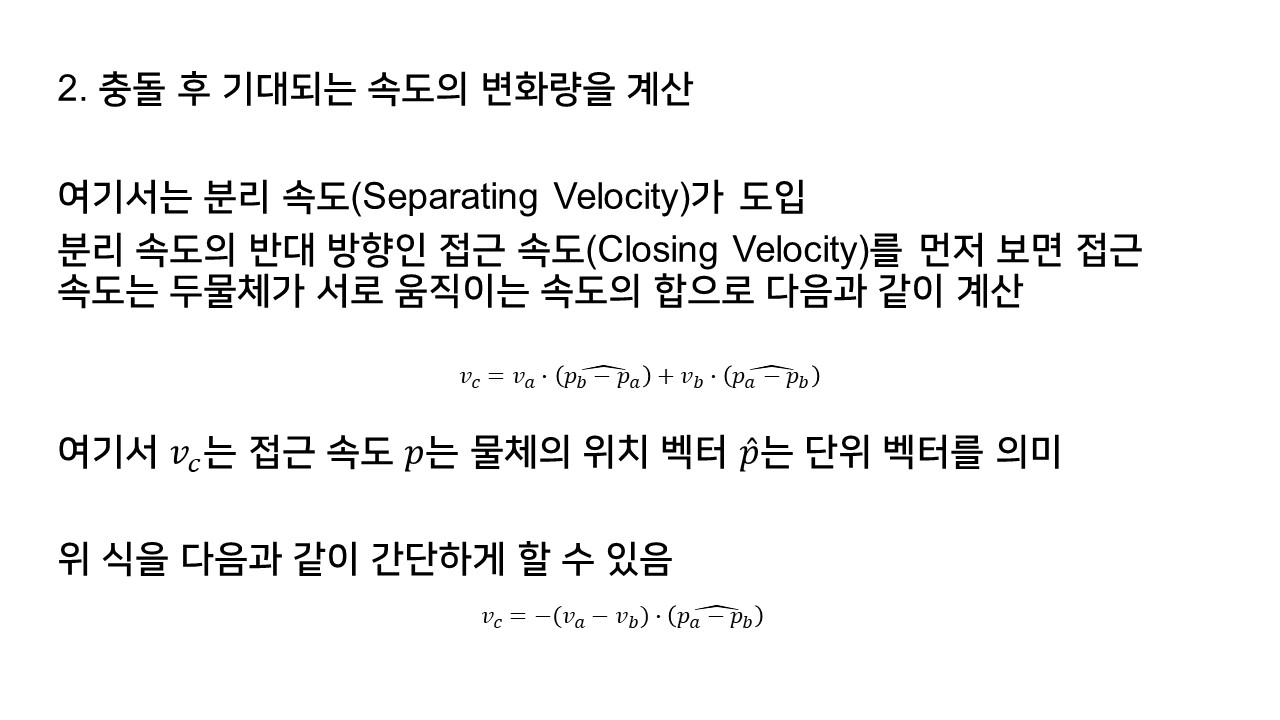 2. 충돌 후 기대되는 속도의 변화량을 계산
여기서는 분리 속도(Separating Velocity)가 도입
분리 속도의 반대 방향인 접근 속도(Closing Velocity)를 먼저 보면 접근
속도는 두물체가 서로 움직이는 속도의 합으로 다음과 같이 계산
$v_c = v_a \cdot (\widehat{p_b - p_a}) + v_b \cdot (\widehat{p_a - p_b})$
여기서 $v_c$는 접근 속도 $p$는 물체의 위치 벡터 $\hat{p}$는 단위 벡터를 의미
위 식을 다음과 같이 간단하게 할 수 있음
$v_c = -(v_a - v_b) \cdot (\widehat{p_a - p_b})$